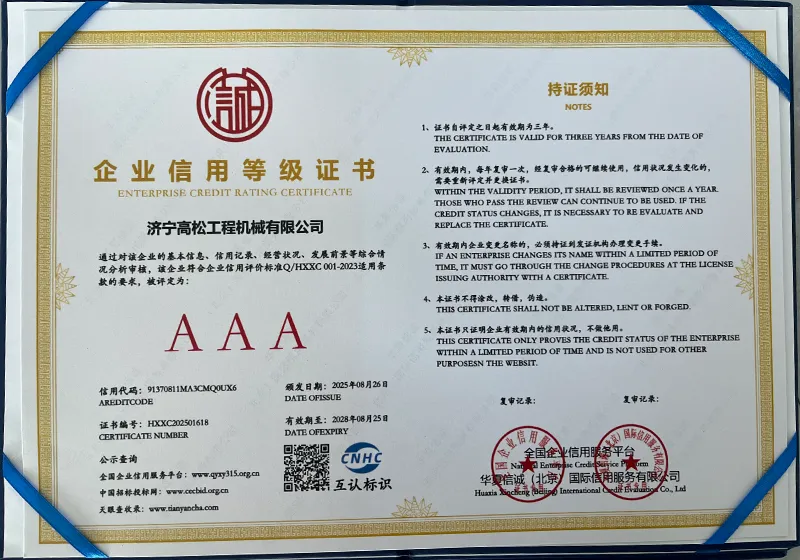 信诚
企业信用等级证书
ENTERPRISE CREDIT RATING CERTIFICATE
济宁高松工程机械有限公司
通过对该企业的基本信息、信用记录、经营状况、发展前景等综合情
况分析审核，该企业符合企业信用评价标准Q/HXXC 001-2023适用条
款的要求，被评定为：
AAA
信用代码：91370811MA3CMQ0UX6
AREDITCODE
颁发日期：2025年08月26日
DATE OFISSUE
证书编号：HXXC202501618
CERTIFICATE NUMBER
有效期至：2028年08月25日
DATE OFEXPIRY
公示查询
全国企业信用服务平台：www.qyxy315.org.cn
中国招标投标网：www.cecbid.org.cn
天眼查收录：www.tianyancha.com
CNHC
互认标识
持证须知
NOTES
1、证书自评定之日起有效期为三年。
THE CERTIFICATE IS VALID FOR THREE YEARS FROM THE DATE OF
EVALUATION.
2、有效期内，每年复审一次，经复审合格的可继续使用，信用状况发生变化的，
需要重新评定并更换证书。
WITHIN THE VALIDITY PERIOD, IT SHALL BE REVIEWED ONCE A YEAR.
THOSE WHO PASS THE REVIEW CAN CONTINUE TO BE USED. IF THE
CREDIT STATUS CHANGES, IT IS NECESSARY TO RE EVALUATE AND
REPLACE THE CERTIFICATE.
3、有效期内企业变更名称的，必须持证到发证机构办理变更手续。
IF AN ENTERPRISE CHANGES ITS NAME WITHIN A LIMITED PERIOD OF
TIME, IT MUST GO THROUGH THE CHANGE PROCEDURES AT THE LICENSE
ISSUING AUTHORITY WITH A CERTIFICATE.
4、本证书不得涂改，转借，伪造。
THIS CERTIFICATE SHALL NOT BE ALTERED, LENT OR FORGED.
5、本证书只证明企业有效期内的信用状况，不做他用。
THIS CERTIFICATE ONLY PROVES THE CREDIT STATUS OF THE ENTERPRISE
WITHIN A LIMITED PERIOD OF TIME AND IS NOT USED FOR OTHER
PURPOSESN THE WEBSIT.
复审记录：
复审记录：
全国企业信用服务平台
National Enterprise Credit Service Platform
华夏信诚（北京）国际信用服务有限公司
Huaxia Xincheng (Beijing) International Credit Evaluation Co., Ltd